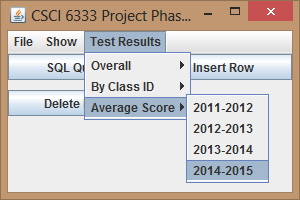 CSCI 6333 Project Phas...
File Show Test Results
SQL Qu Insert Row
Overall
By Class ID
Delete
Average Score
2011-2012
2012-2013
2013-2014
2014-2015